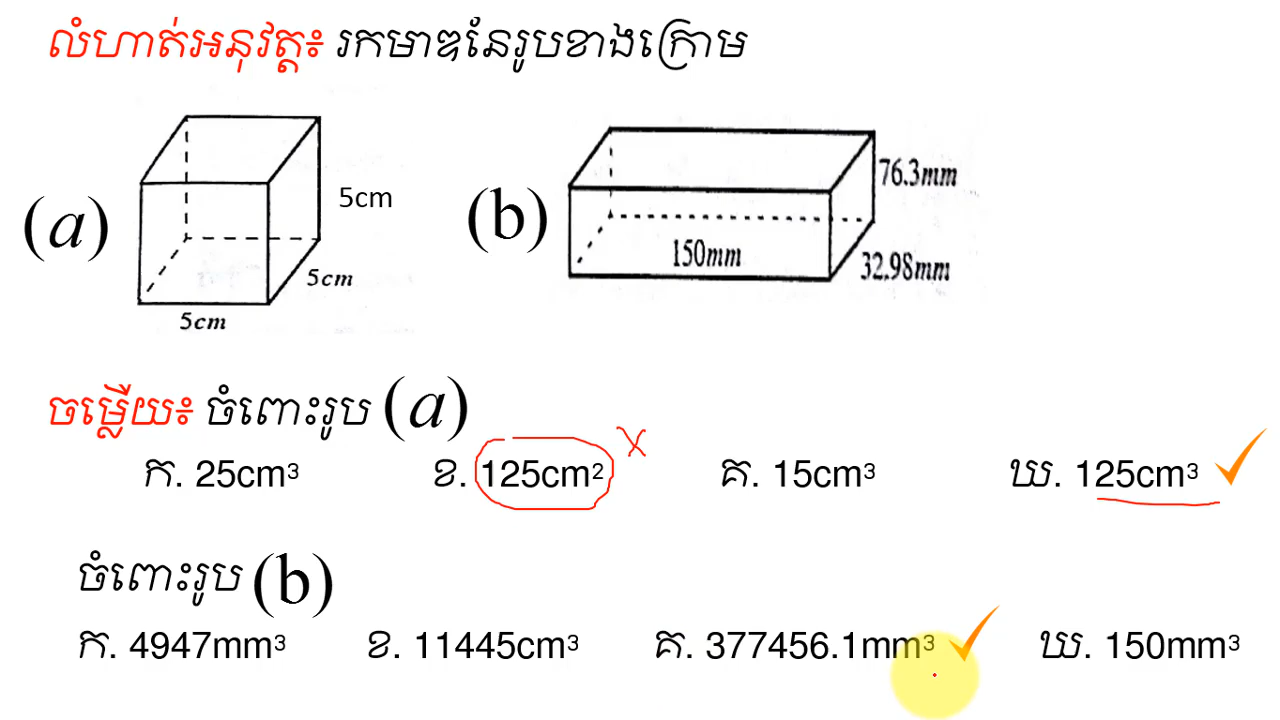 លំហាត់អនុវត្ត៖ រកមាឌនៃរូបខាងក្រោម
(a)
5cm
5cm
5cm
(b)
76.3mm
150mm
32.98mm
ចម្លើយ៖ ចំពោះរូប (a)
ក. 25cm³ ខ. 125cm² គ. 15cm³ ឃ. 125cm³
ចំពោះរូប (b)
ក. 4947mm³ ខ. 11445cm³ គ. 377456.1mm³ ឃ. 150mm³